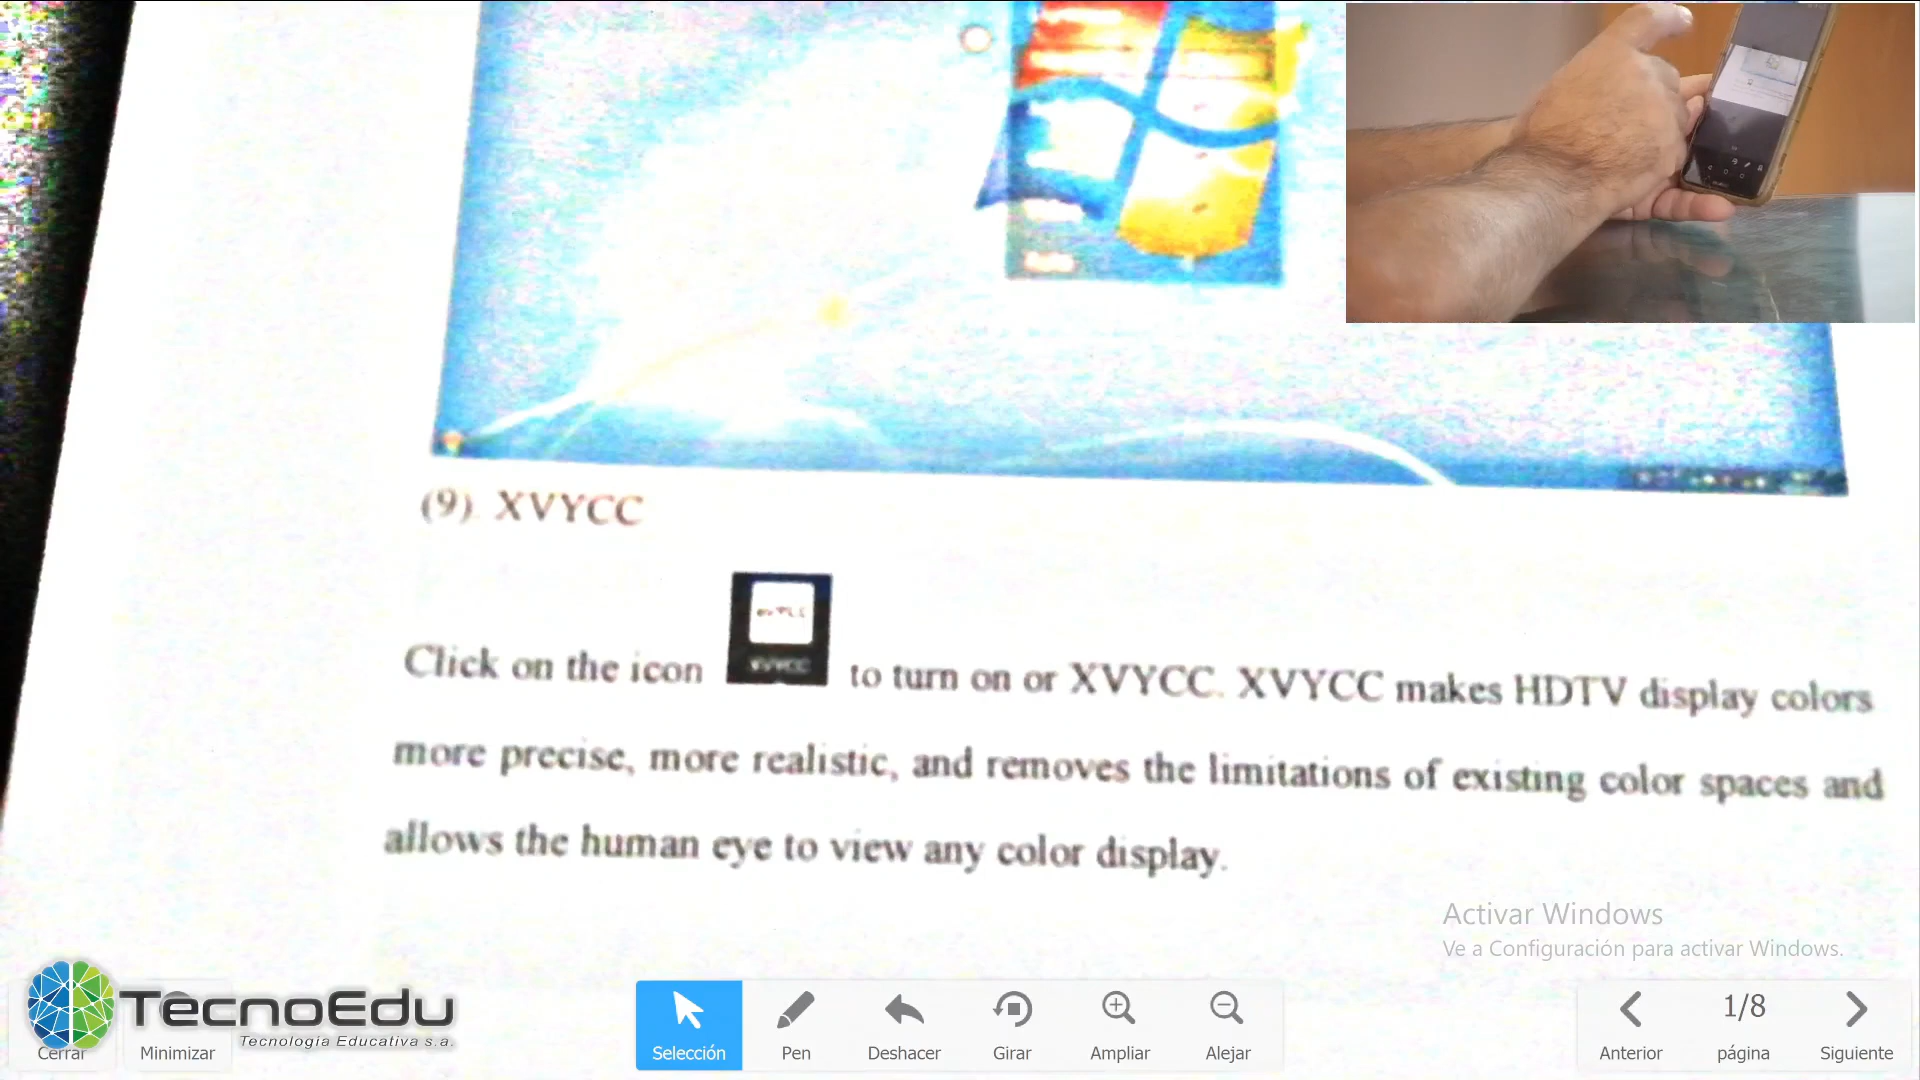 (9) XVYCC
XVYCC
Click on the icon to turn on or XVYCC. XVYCC makes HDTV display colors
more precise, more realistic, and removes the limitations of existing color spaces and
allows the human eye to view any color display.
Activar Windows
Ve a Configuración para activar Windows.
TecnoEdu
Tecnología Educativa s.a.
Cerrar
Minimizar
Selección
Pen
Deshacer
Girar
Ampliar
Alejar
Anterior
1/8
página
Siguiente